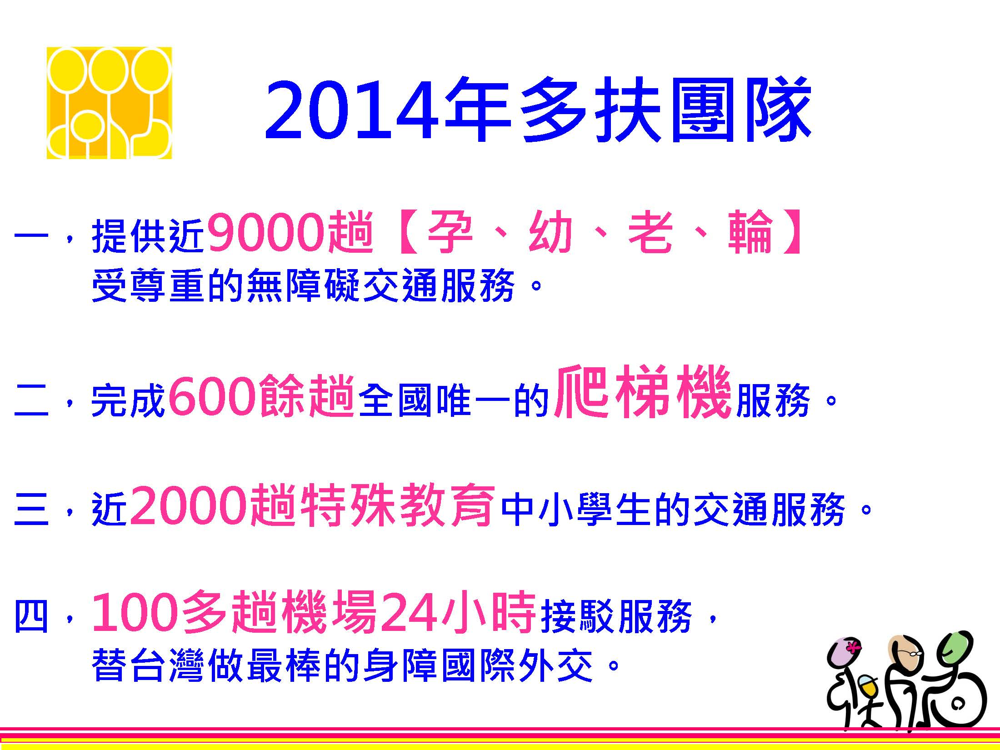 2014年多扶團隊
一，提供近9000趟【孕、幼、老、輪】
受尊重的無障礙交通服務。
二，完成600餘趟全國唯一的爬梯機服務。
三，近2000趟特殊教育中小學生的交通服務。
四，100多趟機場24小時接駁服務，
替台灣做最棒的身障國際外交。